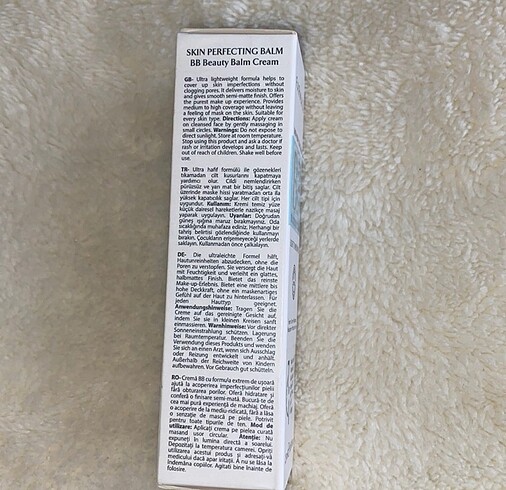 SKIN PERFECTING BALM
BB Beauty Balm Cream
GB- Ultra lightweight formula helps to
cover up skin imperfections without
clogging pores. It delivers moisture to skin
and gives smooth semi-matte finish. Offers
the purest make up experience. Provides
medium to high coverage without leaving
a feeling of mask on the skin. Suitable for
every skin type. Directions: Apply cream
on cleansed face by gently massaging in
small circles. Warnings: Do not expose to
direct sunlight. Store at room temperature.
Stop using this product and ask a doctor if
rash or irritation develops and lasts. Keep
out of reach of children. Shake well before
use.
TR- Ultra hafif formülü ile gözenekleri
tıkamadan cilt kusurlarını kapatmaya
yardımcı olur. Cildi nemlendirirken
pürüzsüz ve yarı mat bir bitiş sağlar. Cilt
üzerinde maske hissi yaratmadan orta ila
yüksek kapatıcılık sağlar. Her cilt tipi için
uygundur. Kullanım: Kremi temiz yüze
küçük dairesel hareketlerle nazikçe masaj
yaparak uygulayın. Uyarılar: Doğrudan
güneş ışığına maruz bırakmayınız. Oda
sıcaklığında muhafaza ediniz. Herhangi bir
tahriş belirtisi gözlendiğinde kullanmayı
bırakın. Çocukların erişemeyeceği yerlerde
saklayın. Kullanmadan önce çalkalayın.
DE- Die ultraleichte Formel hilft,
Hautunreinheiten abzudecken, ohne die
Poren zu verstopfen. Sie versorgt die Haut
mit Feuchtigkeit und verleiht ein glattes,
halbmattes Finish. Bietet das reinste
Make-up-Erlebnis. Bietet eine mittlere bis
hohe Deckkraft, ohne ein maskenartiges
Gefühl auf der Haut zu hinterlassen. Für
jeden Hauttyp geeignet.
Anwendungshinweise: Tragen Sie die
Creme auf das gereinigte Gesicht auf,
indem Sie sie in kleinen Kreisen sanft
einmassieren. Warnhinweise: Vor direkter
Sonneneinstrahlung schützen. Lagerung
bei Raumtemperatur. Beenden Sie die
Verwendung dieses Produkts und wenden
Sie sich an einen Arzt, wenn sich Ausschlag
oder Reizung entwickelt und anhält.
Außerhalb der Reichweite von Kindern
aufbewahren. Vor Gebrauch gut schütteln.
RO- Cremă BB cu formula extrem de ușoară
ajută la acoperirea imperfecțiunilor pielii
fără obturarea porilor. Oferă hidratare și
conferă o finisare semi-mată. Bucură-te de
cea mai pură experiență de machiaj. Oferă
o acoperire de la mediu-ridicată, fără a lăsa
o senzație de mască pe piele. Potrivit
pentru toate tipurile de ten. Mod de
utilizare: Aplicați crema pe pielea curată
masand usor circular. Atenție: Nu
expuneți în lumina directă a soarelui.
Depozitați la temperatura camerei. Opriți
utilizarea acestui produs și adresați-vă
medicului dacă apar iritații. A nu se lăsa la
îndemâna copiilor. Agitati bine înainte de
folosire.